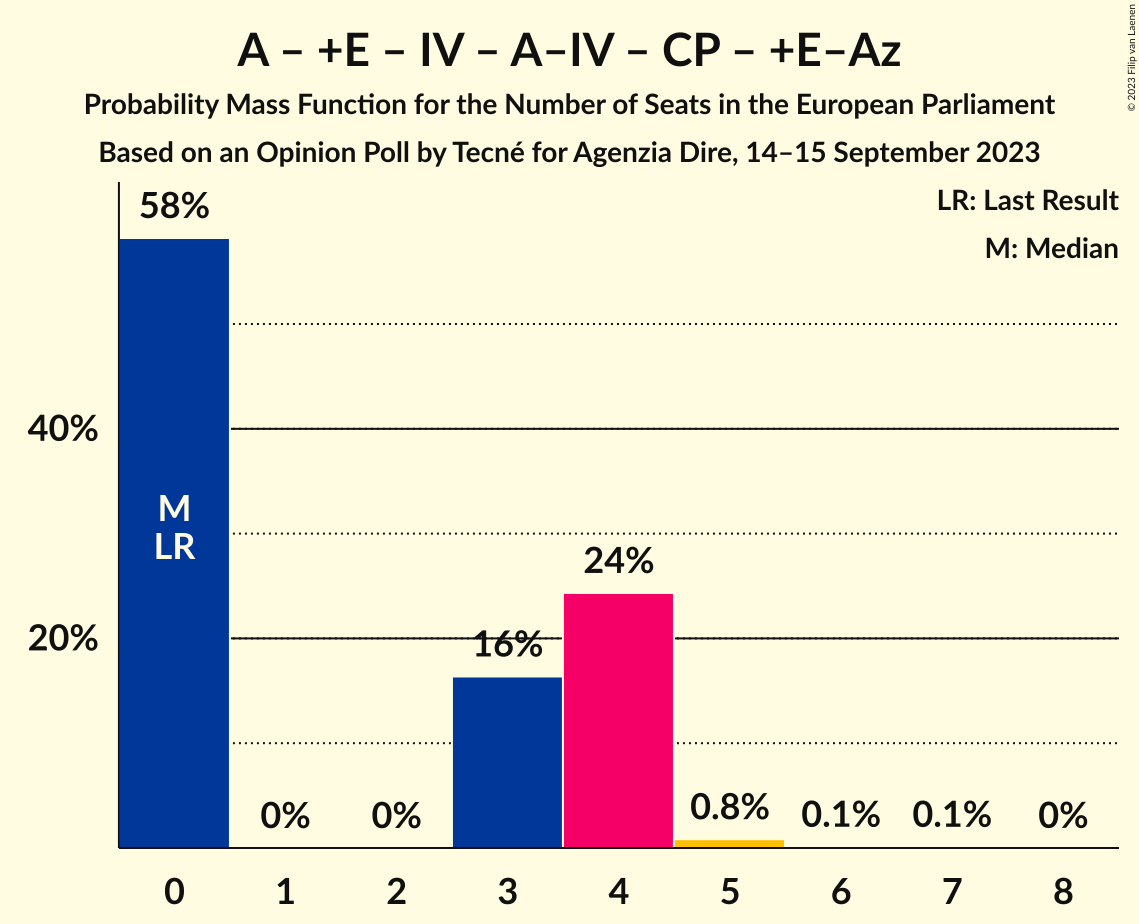 A – +E – IV – A–IV – CP – +E–Az
Probability Mass Function for the Number of Seats in the European Parliament
Based on an Opinion Poll by Tecné for Agenzia Dire, 14–15 September 2023
© 2023 Filip van Laenen
LR: Last Result
M: Median
58%
40%
M
LR
24%
20%
16%
0%
0%
0.8%
0.1%
0.1%
0%
0
1
2
3
4
5
6
7
8